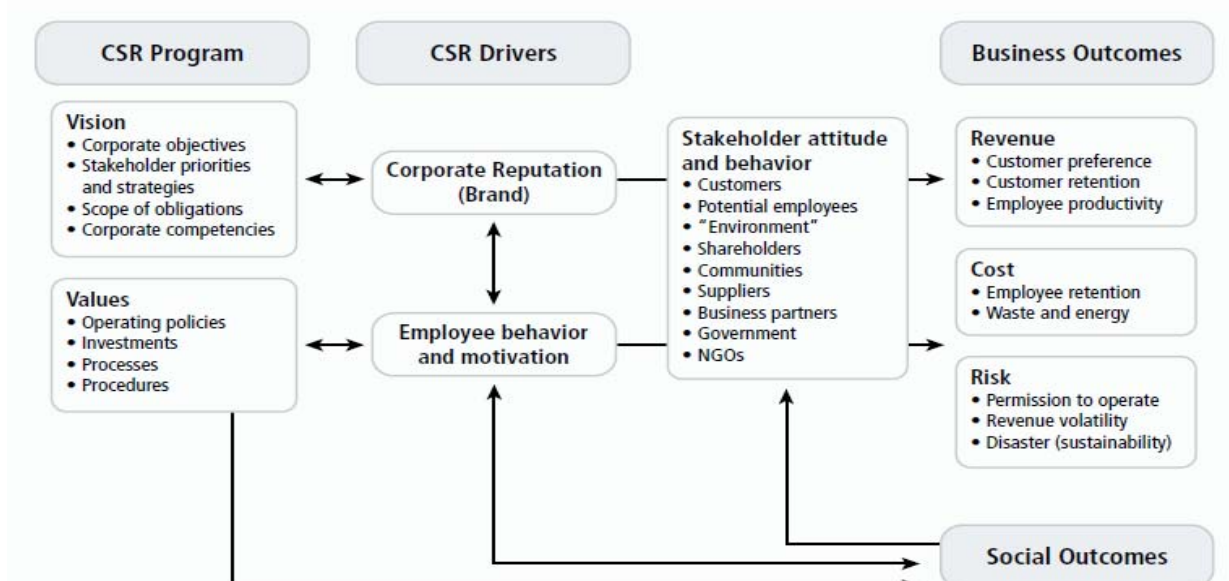 CSR Program
CSR Drivers
Business Outcomes
Vision
• Corporate objectives
• Stakeholder priorities
and strategies
• Scope of obligations
• Corporate competencies
Values
• Operating policies
• Investments
• Processes
• Procedures
Corporate Reputation
(Brand)
Employee behavior
and motivation
Stakeholder attitude
and behavior
• Customers
• Potential employees
• "Environment"
• Shareholders
• Communities
• Suppliers
• Business partners
• Government
• NGOs
Revenue
• Customer preference
• Customer retention
• Employee productivity
Cost
• Employee retention
• Waste and energy
Risk
• Permission to operate
• Revenue volatility
• Disaster (sustainability)
Social Outcomes